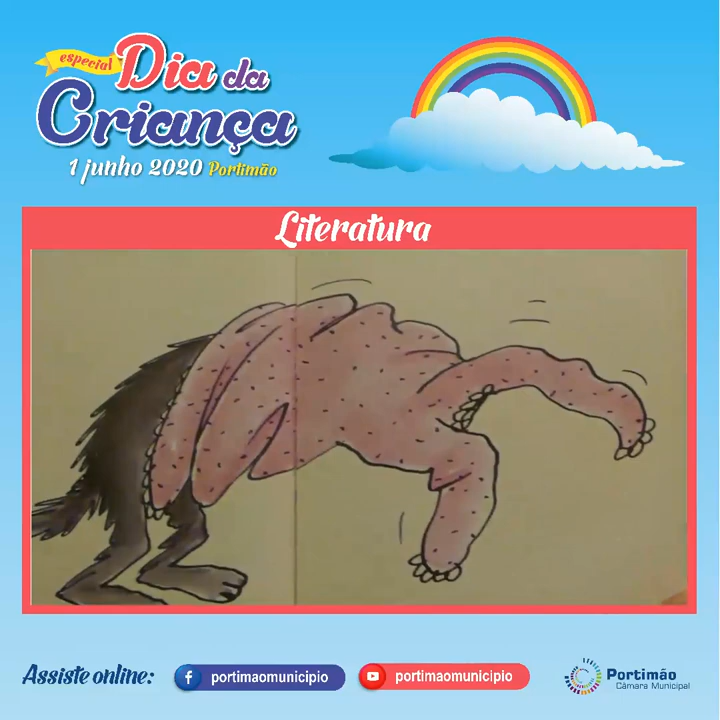 especial
Dia da
Criança
1 junho 2020 Portimão
Literatura
Assiste online:
portimaomunicipio
portimaomunicipio
Portimão
Câmara Municipal